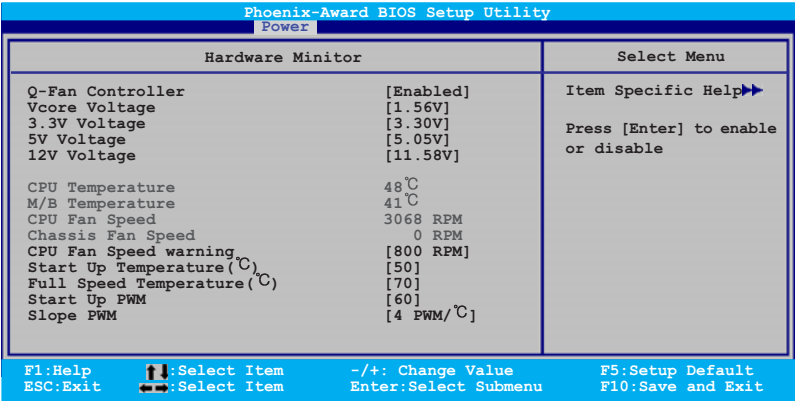 Phoenix-Award BIOS Setup Utility
Power
Hardware Minitor
Select Menu
Q-Fan Controller [Enabled]
Vcore Voltage [1.56V]
3.3V Voltage [3.30V]
5V Voltage [5.05V]
12V Voltage [11.58V]
CPU Temperature 48℃
M/B Temperature 41℃
CPU Fan Speed 3068 RPM
Chassis Fan Speed 0 RPM
CPU Fan Speed warning [800 RPM]
Start Up Temperature(℃) [50]
Full Speed Temperature(℃) [70]
Start Up PWM [60]
Slope PWM [4 PWM/℃]
Item Specific Help
Press [Enter] to enable
or disable
F1:Help :Select Item -/+: Change Value F5:Setup Default
ESC:Exit :Select Item Enter:Select Submenu F10:Save and Exit